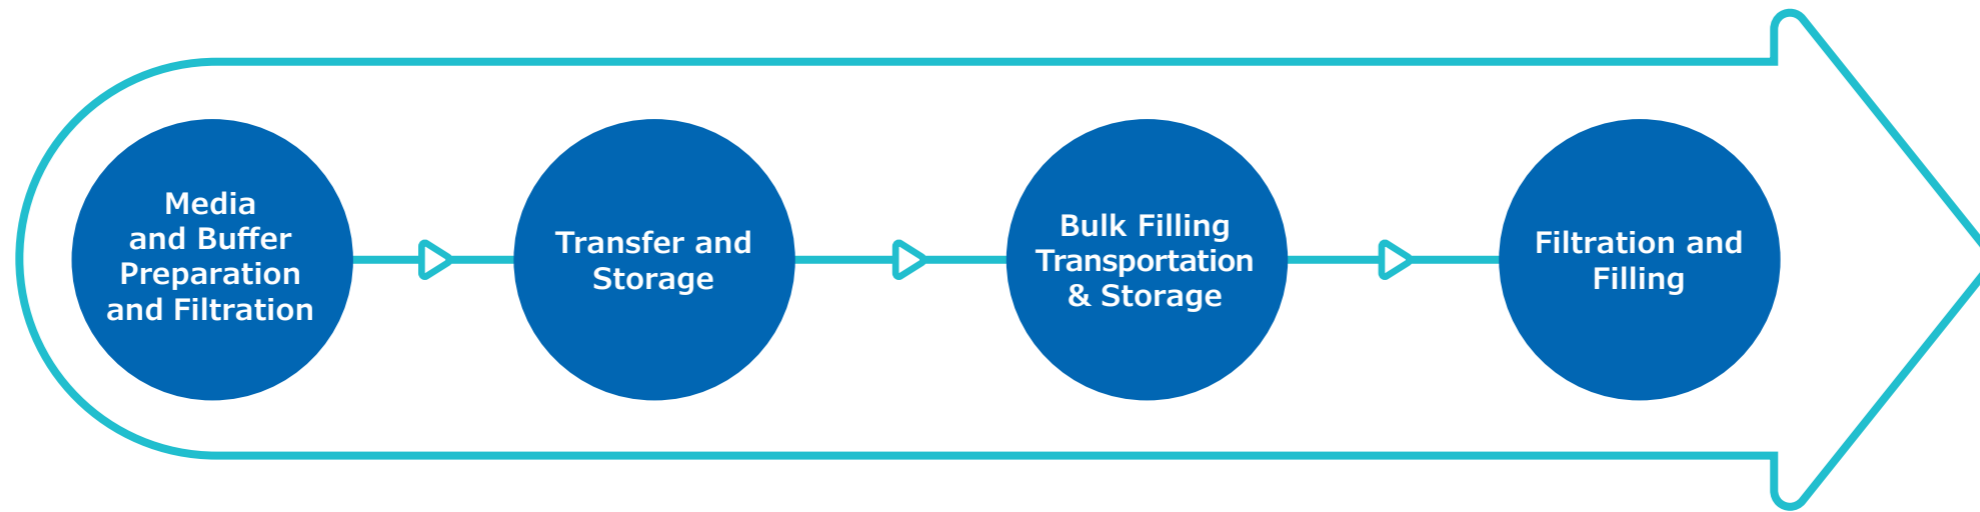 Media
and Buffer
Preparation
and Filtration
Transfer and
Storage
Bulk Filling
Transportation
& Storage
Filtration and
Filling